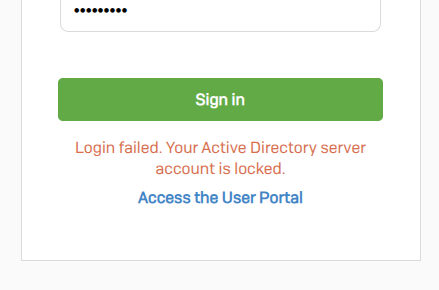 •••••••••
Sign in
Login failed. Your Active Directory server
account is locked.
Access the User Portal